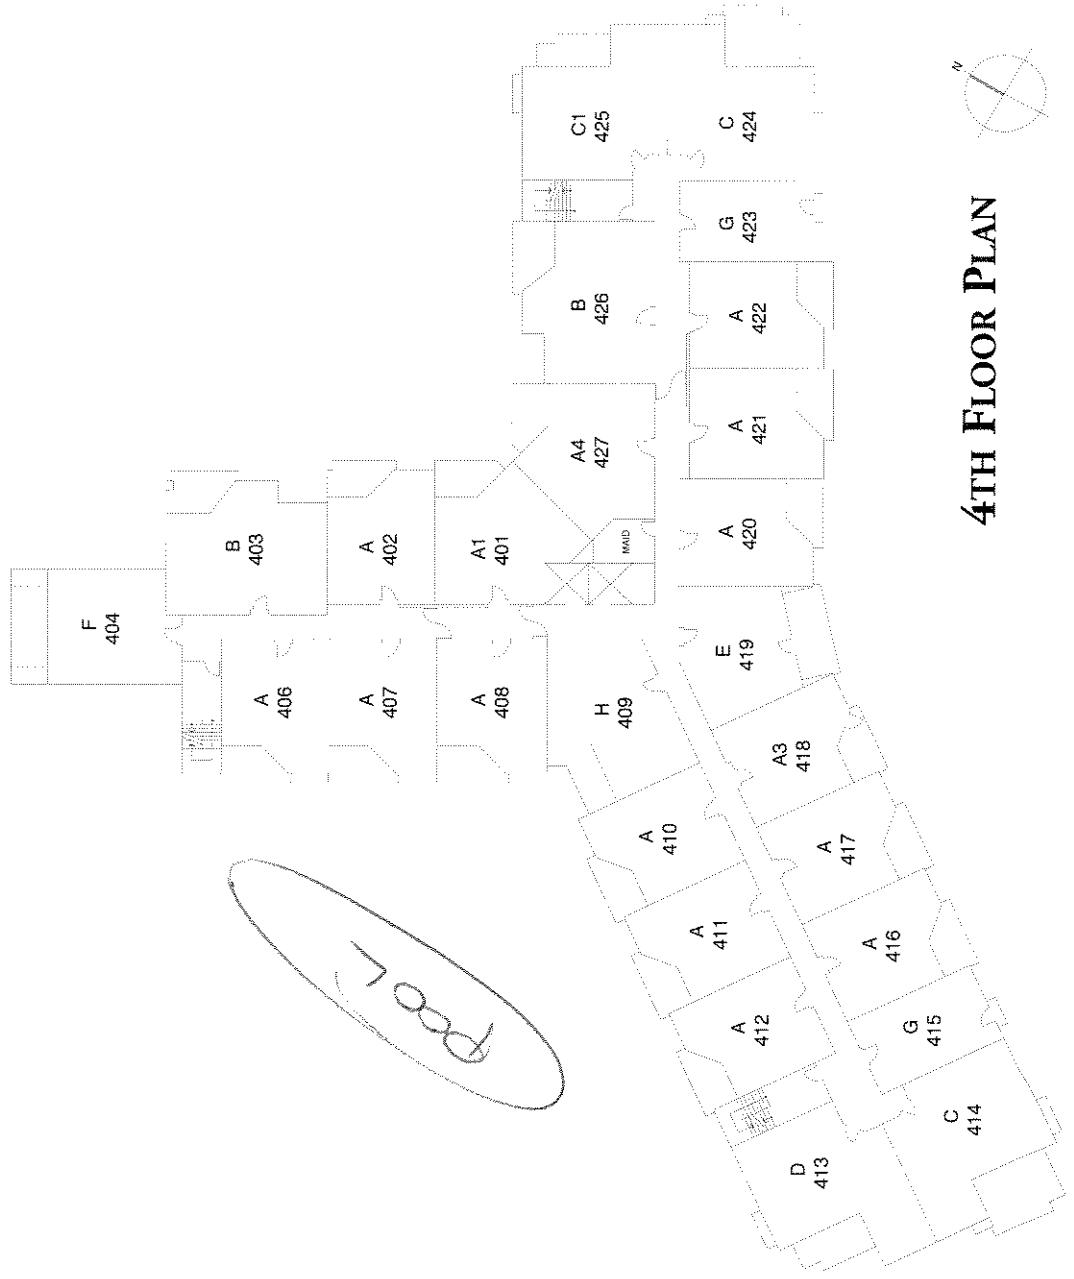 F
404
B
403
A
402
A1
401
A
406
A
407
A
408
H
409
A
410
A
411
A
412
D
413
C
414
G
415
A
416
A
417
A3
418
E
419
A
420
A
421
A
422
G
423
C
424
C1
425
B
426
A4
427
MAID
POOL
N
4TH FLOOR PLAN